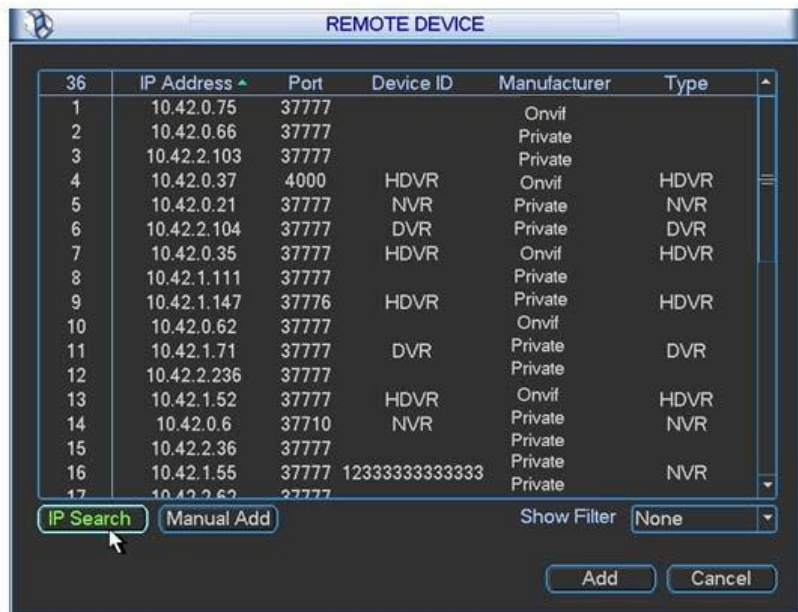 REMOTE DEVICE
36 IP Address Port Device ID Manufacturer Type
1 10.42.0.75 37777 Onvif
2 10.42.0.66 37777 Private
3 10.42.2.103 37777 Private
4 10.42.0.37 4000 HDVR Onvif HDVR
5 10.42.0.21 37777 NVR Private NVR
6 10.42.2.104 37777 DVR Private DVR
7 10.42.0.35 37777 HDVR Onvif HDVR
8 10.42.1.111 37777 Private
9 10.42.1.147 37776 HDVR Private HDVR
10 10.42.0.62 37777 Onvif
11 10.42.1.71 37777 DVR Private DVR
12 10.42.2.236 37777 Private
13 10.42.1.52 37777 HDVR Onvif HDVR
14 10.42.0.6 37710 NVR Private NVR
15 10.42.2.36 37777 Private
16 10.42.1.55 37777 12333333333333 Private NVR
17 10.42.2.62 37777 Private
IP Search Manual Add Show Filter None
Add Cancel